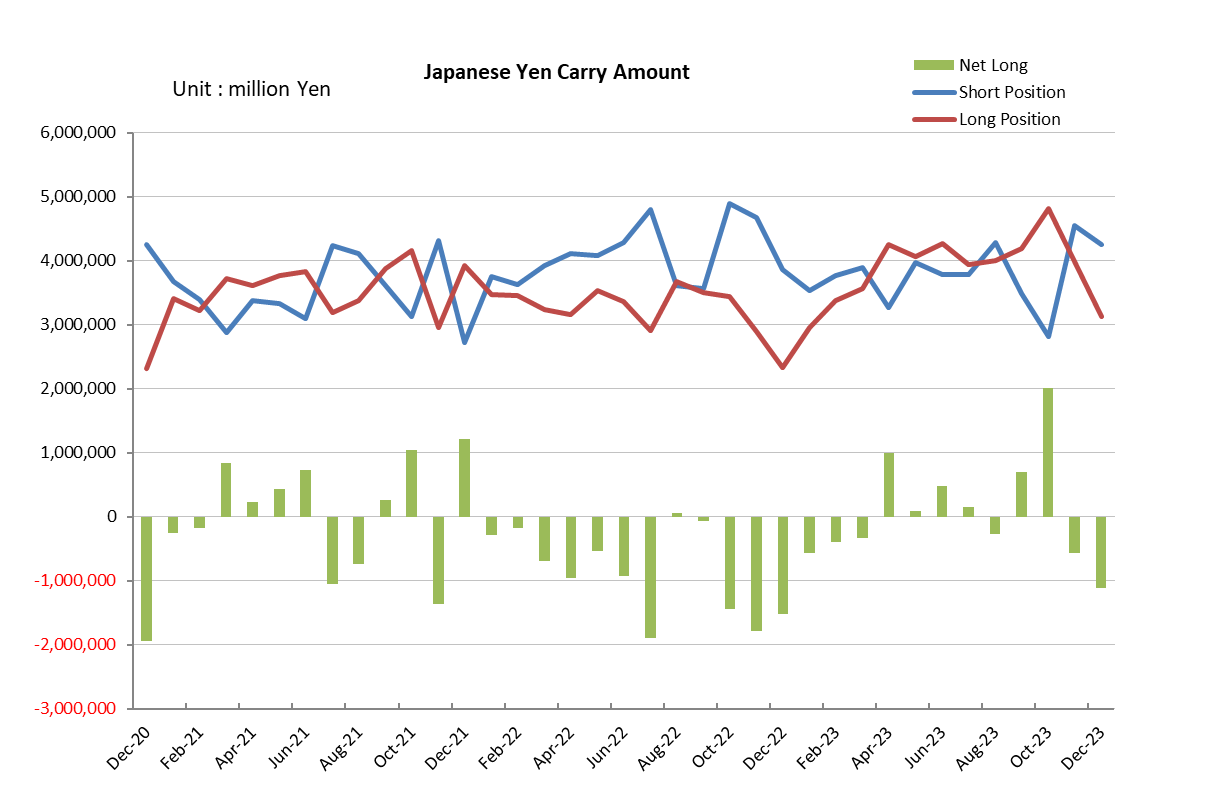 Japanese Yen Carry Amount
Unit : million Yen
Net Long
Short Position
Long Position
6,000,000
5,000,000
4,000,000
3,000,000
2,000,000
1,000,000
0
-1,000,000
-2,000,000
-3,000,000
Dec-20
Feb-21
Apr-21
Jun-21
Aug-21
Oct-21
Dec-21
Feb-22
Apr-22
Jun-22
Aug-22
Oct-22
Dec-22
Feb-23
Apr-23
Jun-23
Aug-23
Oct-23
Dec-23